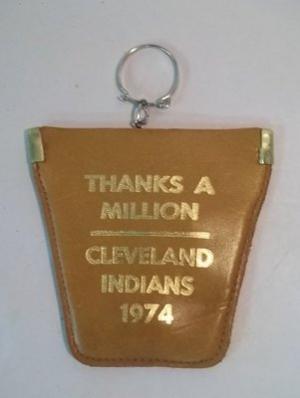 THANKS A
MILLION
CLEVELAND
INDIANS
1974